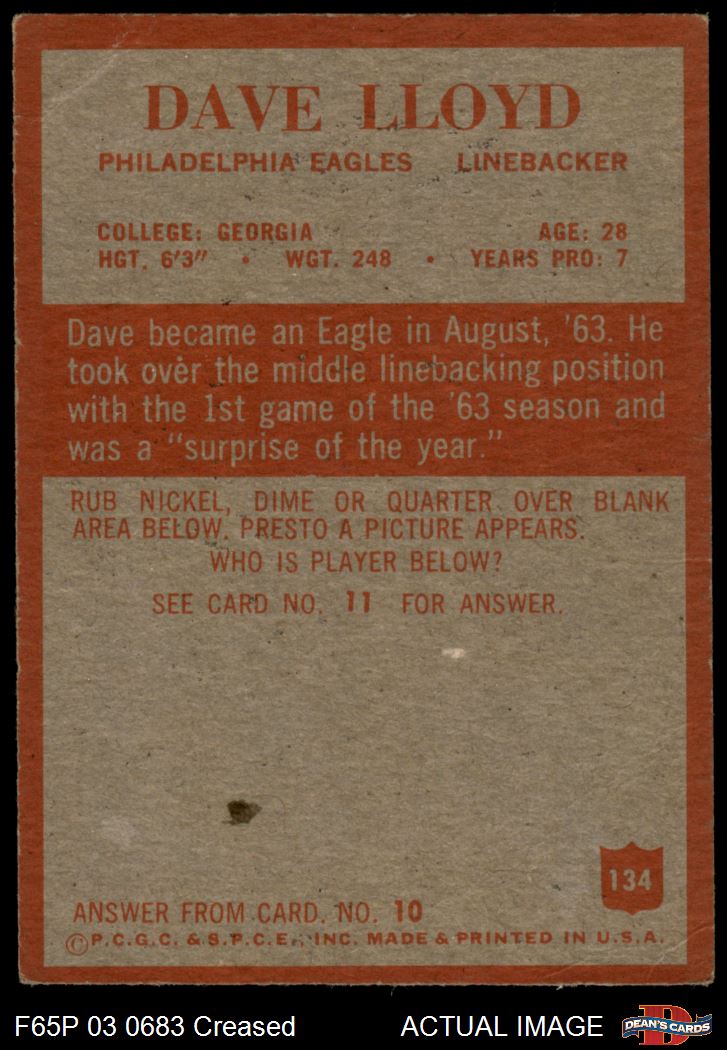 DAVE LLOYD
PHILADELPHIA EAGLES LINEBACKER
COLLEGE: GEORGIA AGE: 28
HGT. 6'3" • WGT. 248 • YEARS PRO: 7
Dave became an Eagle in August, '63. He
took over the middle linebacking position
with the 1st game of the '63 season and
was a "surprise of the year."
RUB NICKEL, DIME OR QUARTER OVER BLANK
AREA BELOW. PRESTO A PICTURE APPEARS.
WHO IS PLAYER BELOW?
SEE CARD NO. 11 FOR ANSWER.
134
ANSWER FROM CARD. NO. 10
©P.C.G.C. & S.P.C.E., INC. MADE & PRINTED IN U.S.A.
F65P 03 0683 Creased ACTUAL IMAGE
D
DEAN'S CARDS